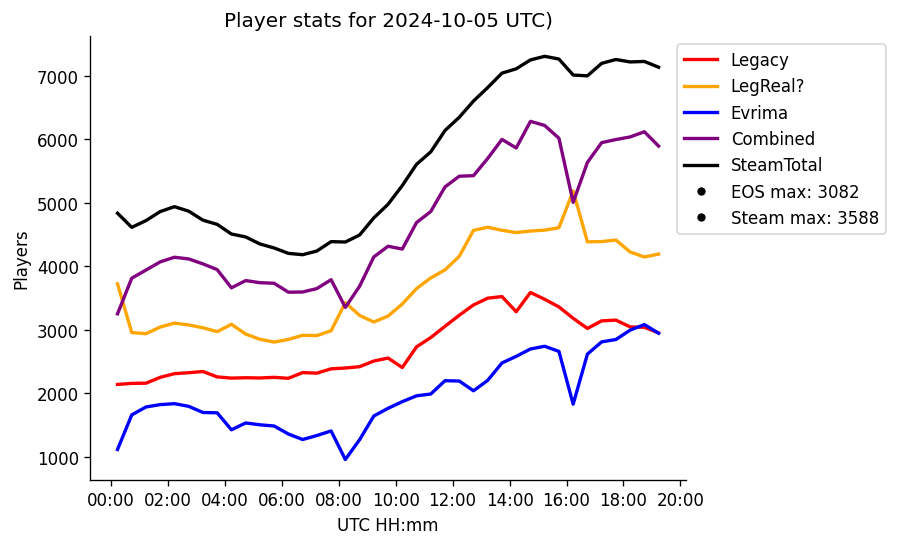 Player stats for 2024-10-05 UTC)
Legacy
LegReal?
Evrima
Combined
SteamTotal
EOS max: 3082
Steam max: 3588
Players
7000
6000
5000
4000
3000
2000
1000
00:00 02:00 04:00 06:00 08:00 10:00 12:00 14:00 16:00 18:00 20:00
UTC HH:mm